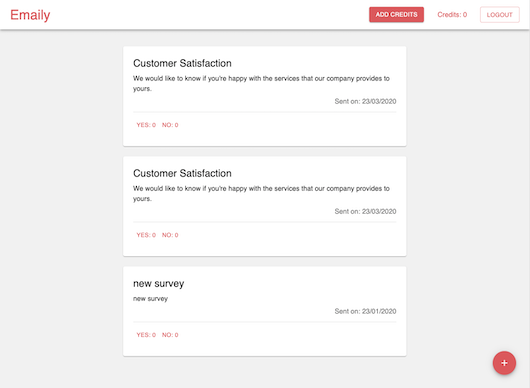 Emaily
ADD CREDITS
Credits: 0
LOGOUT
Customer Satisfaction
We would like to know if you're happy with the services that our company provides to
yours.
Sent on: 23/03/2020
YES: 0 NO: 0
Customer Satisfaction
We would like to know if you're happy with the services that our company provides to
yours.
Sent on: 23/03/2020
YES: 0 NO: 0
new survey
new survey
Sent on: 23/01/2020
YES: 0 NO: 0
+